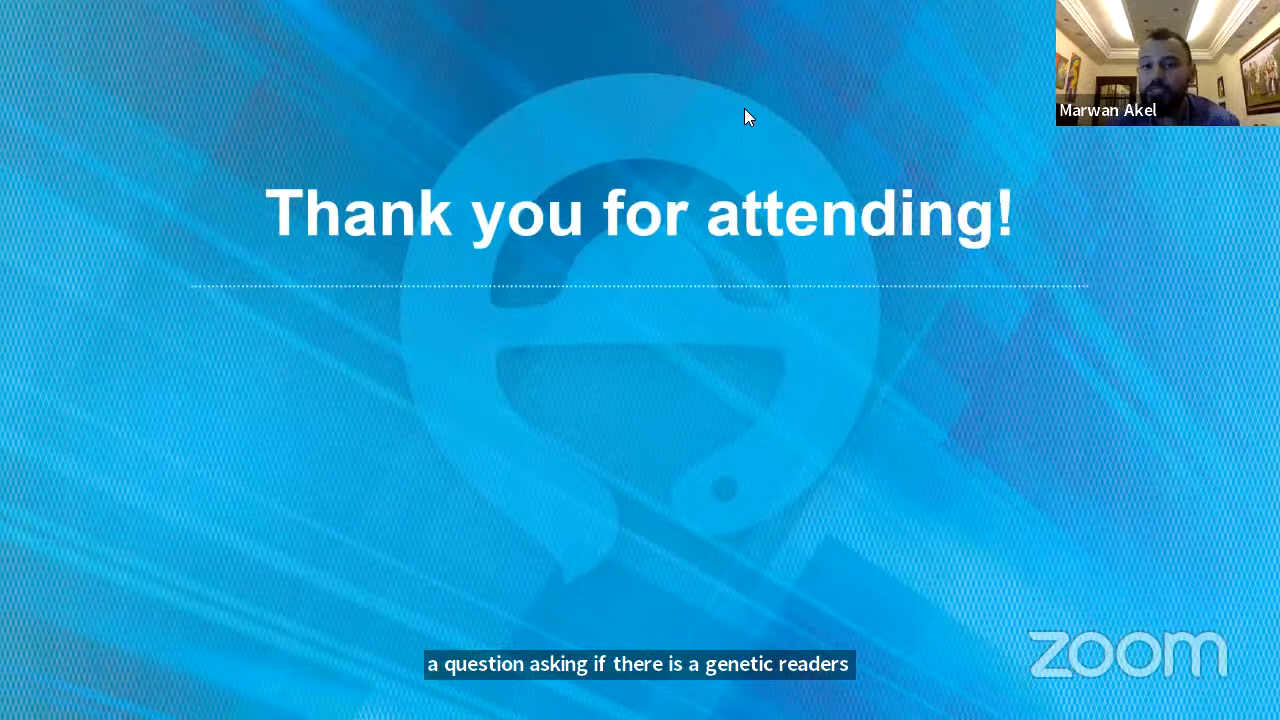 Marwan Akel
Thank you for attending!
a question asking if there is a genetic readers
zoom